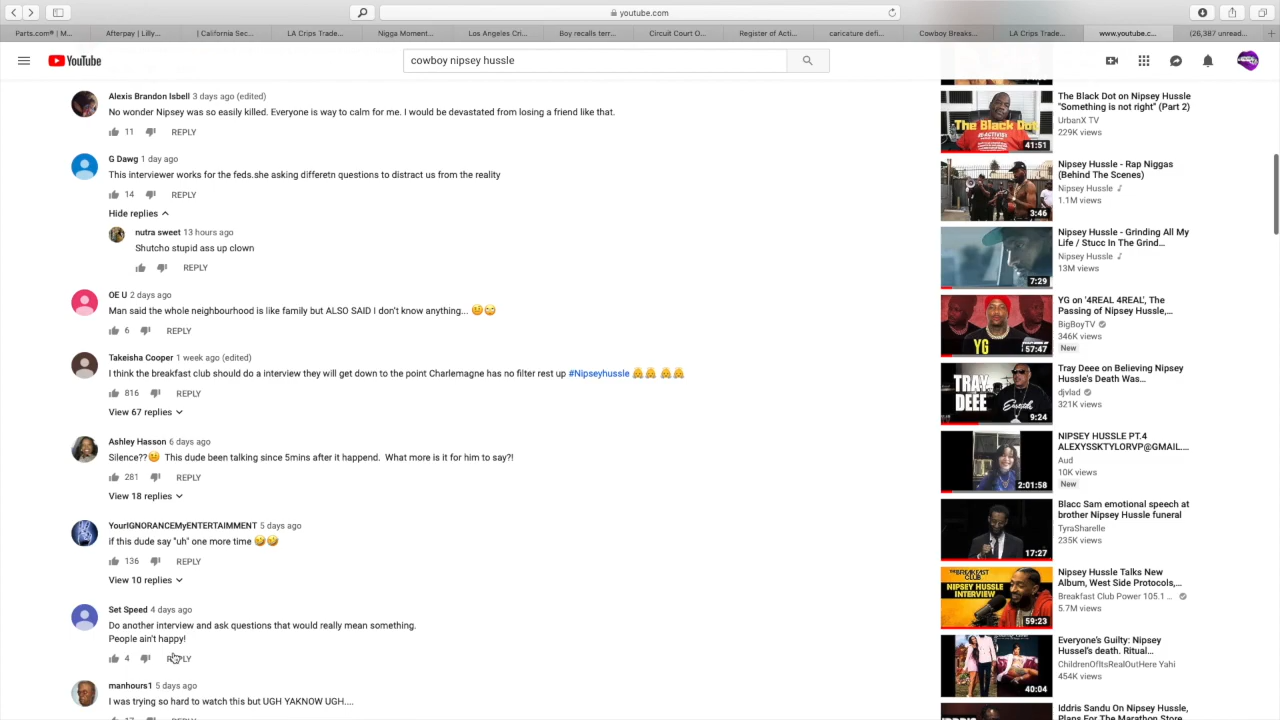 youtube.com
Parts.com® | M...
Afterpay | Lilly...
| California Sec...
LA Crips Trade...
Nigga Moment...
Los Angeles Cri...
Boy recalls terr...
Circuit Court O...
Register of Acti...
caricature defi...
Cowboy Breaks...
LA Crips Trade...
www.youtube.c...
(26,387 unread...
YouTube
cowboy nipsey hussle
Alexis Brandon Isbell 3 days ago (edited)
No wonder Nipsey was so easily killed. Everyone is way to calm for me. I would be devastated from losing a friend like that.
11 REPLY
G Dawg 1 day ago
This interviewer works for the feds.she asking differetn questions to distract us from the reality
14 REPLY
Hide replies
nutra sweet 13 hours ago
Shutcho stupid ass up clown
REPLY
OE U 2 days ago
Man said the whole neighbourhood is like family but ALSO SAID I don't know anything...
6 REPLY
Takeisha Cooper 1 week ago (edited)
I think the breakfast club should do a interview they will get down to the point Charlemagne has no filter rest up #Nipseyhussle
816 REPLY
View 67 replies
Ashley Hasson 6 days ago
Silence?? This dude been talking since 5mins after it happend. What more is it for him to say?!
281 REPLY
View 18 replies
YourIGNORANCEMyENTERTAIMMENT 5 days ago
if this dude say "uh" one more time
136 REPLY
View 10 replies
Set Speed 4 days ago
Do another interview and ask questions that would really mean something.
People ain't happy!
4 REPLY
manhours1 5 days ago
I was trying so hard to watch this but UGH YAKNOW UGH....
The Black Dot
41:51
The Black Dot on Nipsey Hussle
"Something is not right" (Part 2)
UrbanX TV
229K views
3:46
Nipsey Hussle - Rap Niggas
(Behind The Scenes)
Nipsey Hussle
1.1M views
7:29
Nipsey Hussle - Grinding All My
Life / Stucc In The Grind...
Nipsey Hussle
13M views
YG
57:47
YG on '4REAL 4REAL', The
Passing of Nipsey Hussle,...
BigBoyTV
346K views
New
TRAY
DEEE
9:24
Tray Deee on Believing Nipsey
Hussle's Death Was...
djvlad
321K views
2:01:58
NIPSEY HUSSLE PT.4
ALEXYSSKTYLORVP@GMAIL....
Aud
10K views
New
17:27
Blacc Sam emotional speech at
brother Nipsey Hussle funeral
TyraSharelle
235K views
NIPSEY HUSSLE
INTERVIEW
59:23
Nipsey Hussle Talks New
Album, West Side Protocols,...
Breakfast Club Power 105.1 ...
5.7M views
40:04
Everyone's Guilty: Nipsey
Hussel's death. Ritual...
ChildrenOfItsRealOutHere Yahi
454K views
Iddris Sandu On Nipsey Hussle,
Plans For The Marathon Store